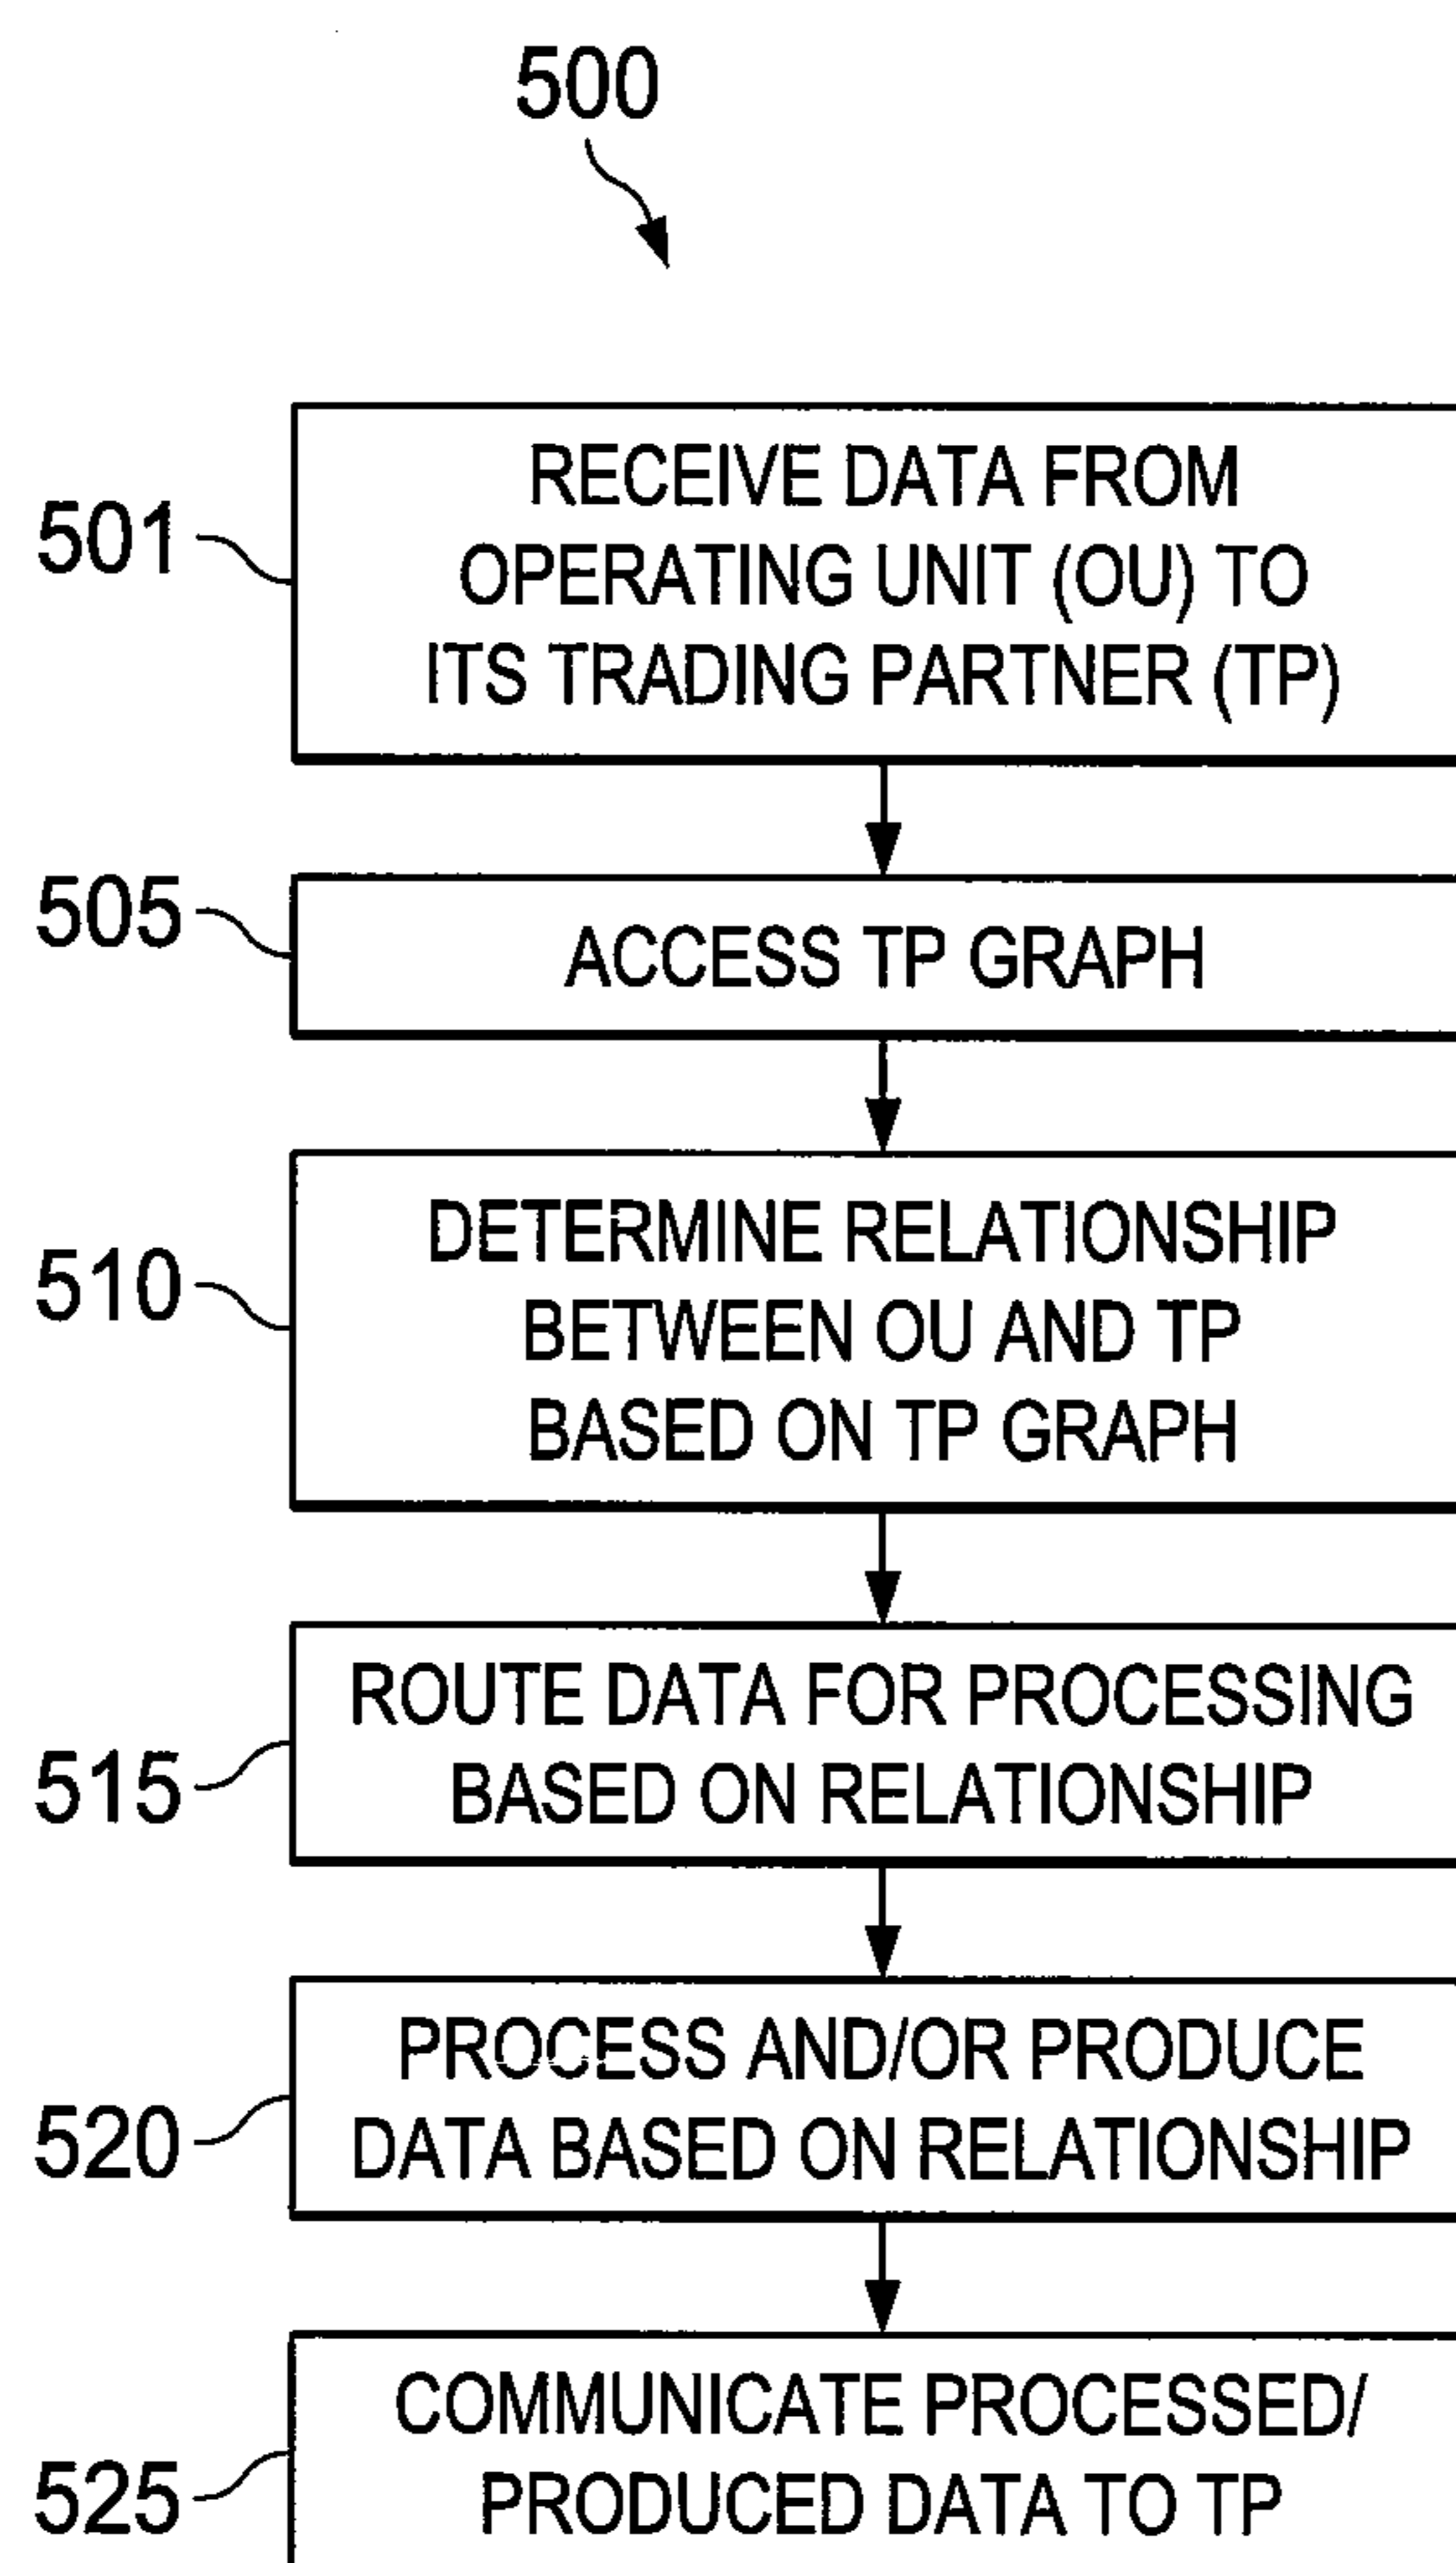 500
501
RECEIVE DATA FROM
OPERATING UNIT (OU) TO
ITS TRADING PARTNER (TP)
505
ACCESS TP GRAPH
510
DETERMINE RELATIONSHIP
BETWEEN OU AND TP
BASED ON TP GRAPH
515
ROUTE DATA FOR PROCESSING
BASED ON RELATIONSHIP
520
PROCESS AND/OR PRODUCE
DATA BASED ON RELATIONSHIP
525
COMMUNICATE PROCESSED/
PRODUCED DATA TO TP